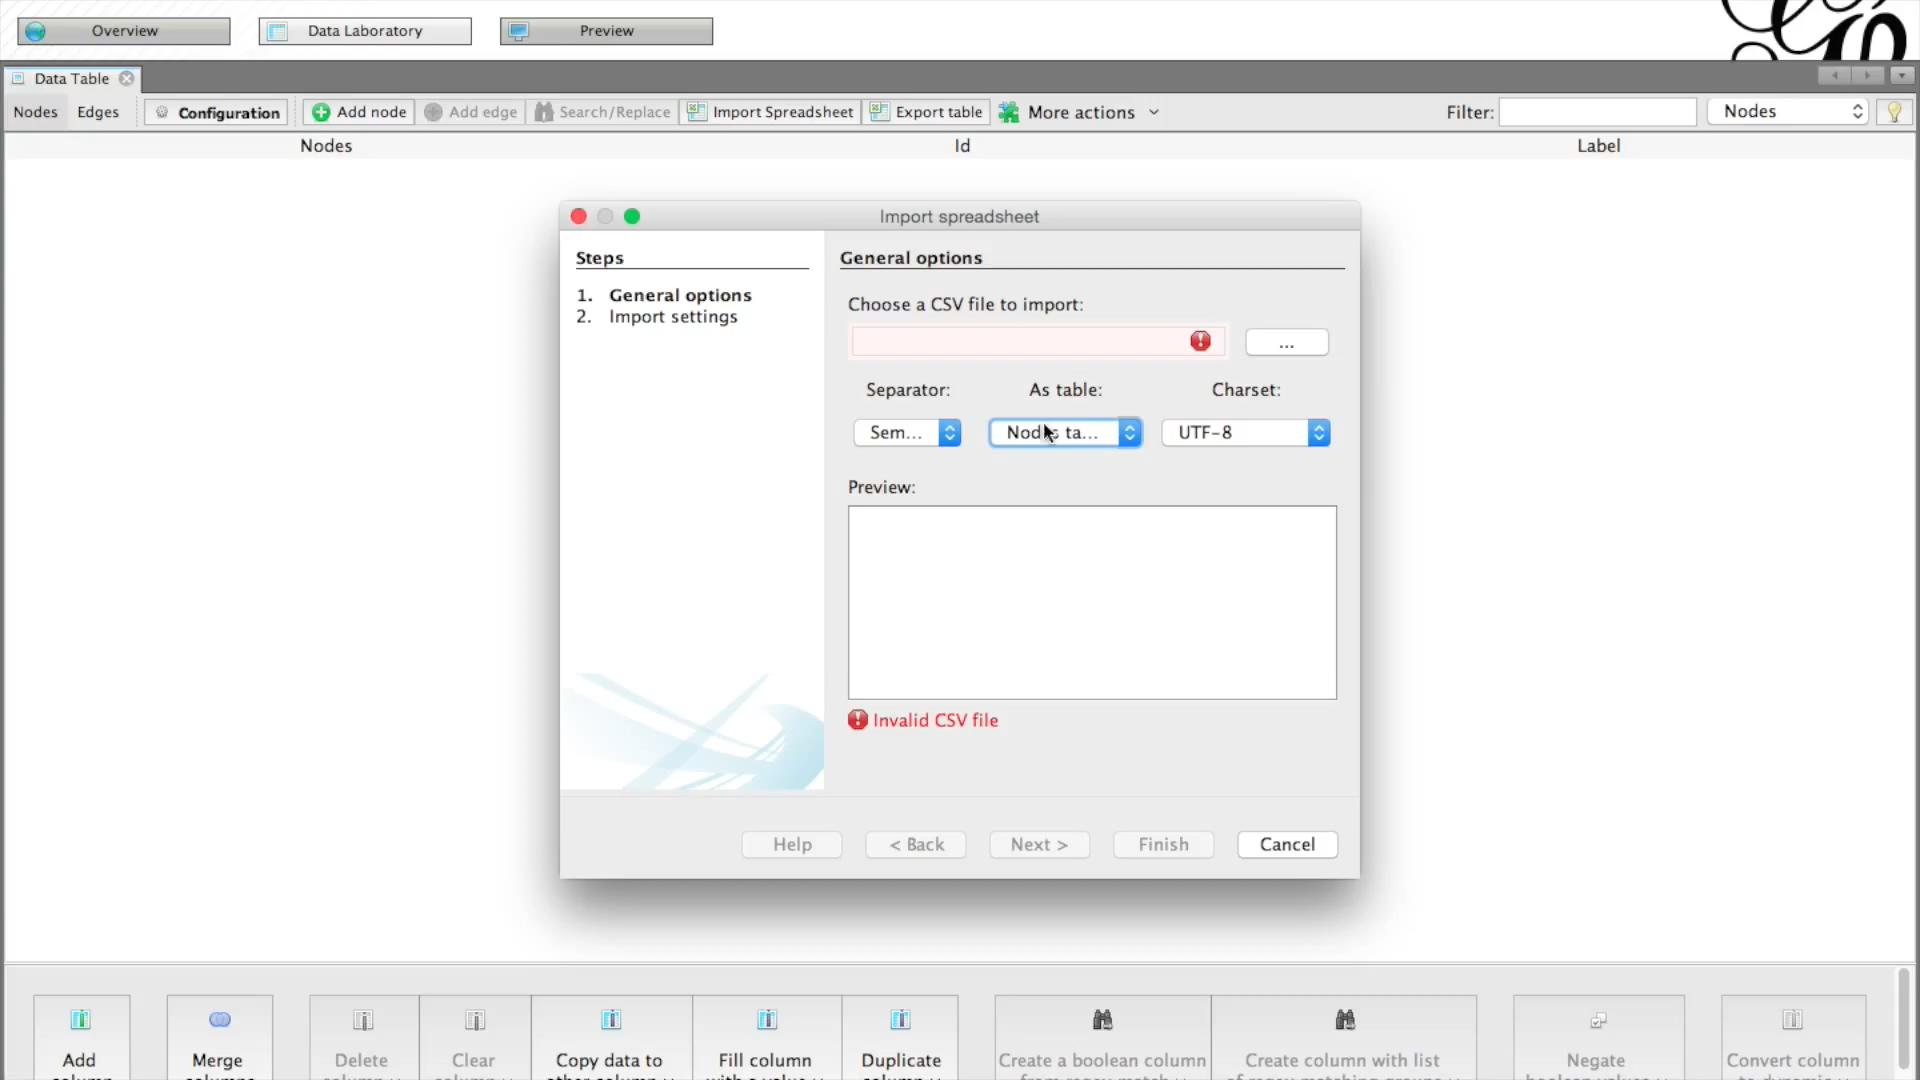 Overview
Data Laboratory
Preview
Data Table
Nodes
Edges
Configuration
Add node
Add edge
Search/Replace
Import Spreadsheet
Export table
More actions
Filter:
Nodes
Nodes
Id
Label
Import spreadsheet
Steps
1. General options
2. Import settings
General options
Choose a CSV file to import:
...
Separator:
As table:
Charset:
Sem...
Nodes ta...
UTF-8
Preview:
Invalid CSV file
Help
< Back
Next >
Finish
Cancel
Add
Merge
Delete
Clear
Copy data to
Fill column
Duplicate
Create a boolean column
Create column with list
Negate
Convert column